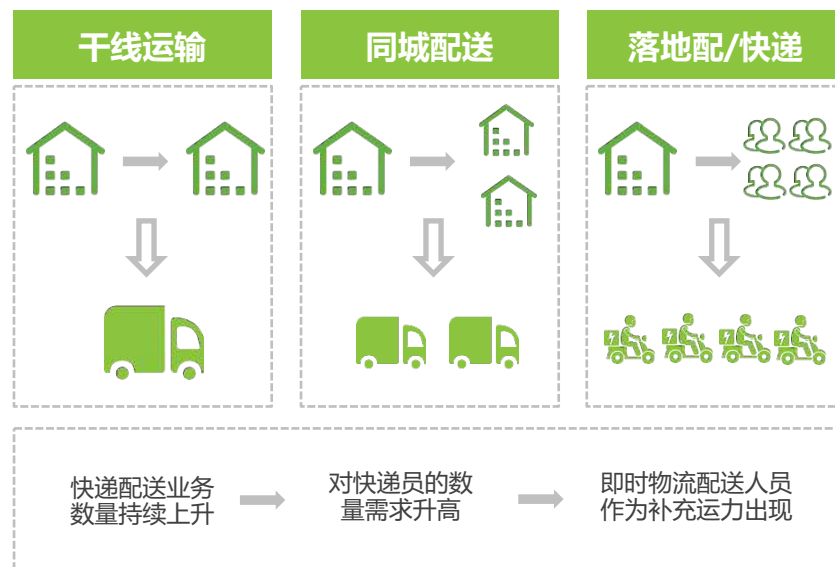 干线运输
同城配送
落地配/快递
快递配送业务
数量持续上升
对快递员的数
量需求升高
即时物流配送人员
作为补充运力出现